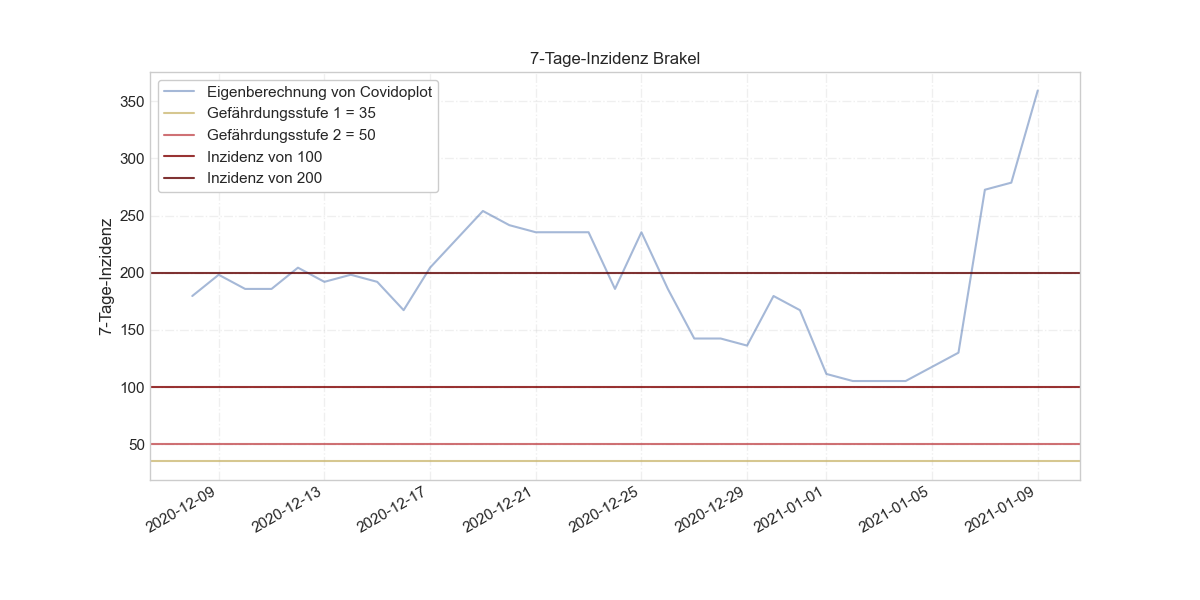 7-Tage-Inzidenz Brakel
Eigenberechnung von Covidoplot
Gefährdungsstufe 1 = 35
Gefährdungsstufe 2 = 50
Inzidenz von 100
Inzidenz von 200
7-Tage-Inzidenz
350
300
250
200
150
100
50
2020-12-09
2020-12-13
2020-12-17
2020-12-21
2020-12-25
2020-12-29
2021-01-01
2021-01-05
2021-01-09